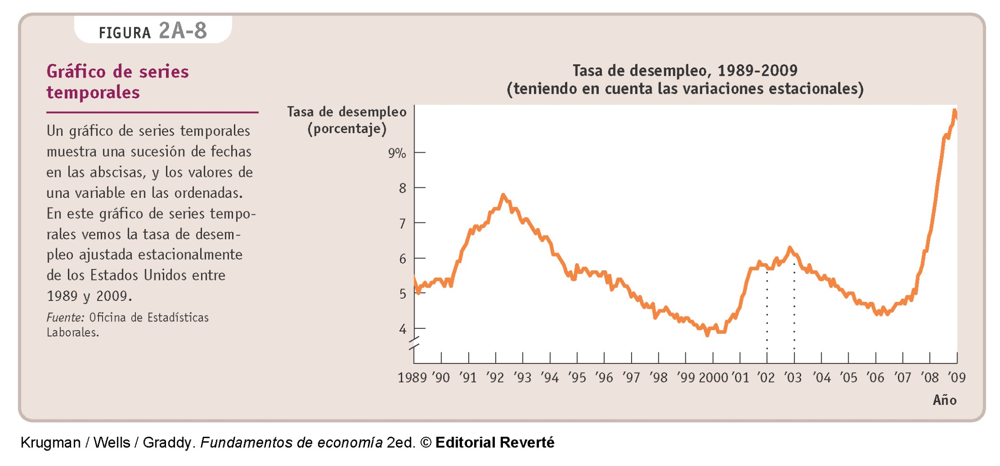 FIGURA 2A-8
Gráfico de series
temporales
Un gráfico de series temporales
muestra una sucesión de fechas
en las abscisas, y los valores de
una variable en las ordenadas.
En este gráfico de series tempo-
rales vemos la tasa de desem-
pleo ajustada estacionalmente
de los Estados Unidos entre
1989 y 2009.
Fuente: Oficina de Estadísticas
Laborales.
Tasa de desempleo, 1989-2009
(teniendo en cuenta las variaciones estacionales)
Tasa de desempleo
(porcentaje)
9%
8
7
6
5
4
1989 ’90 ’91 ’92 ’93 ’94 ’95 ’96 ’97 ’98 ’99 2000 ’01 ’02 ’03 ’04 ’05 ’06 ’07 ’08 ’09
Año
Krugman / Wells / Graddy. Fundamentos de economía 2ed. © Editorial Reverté